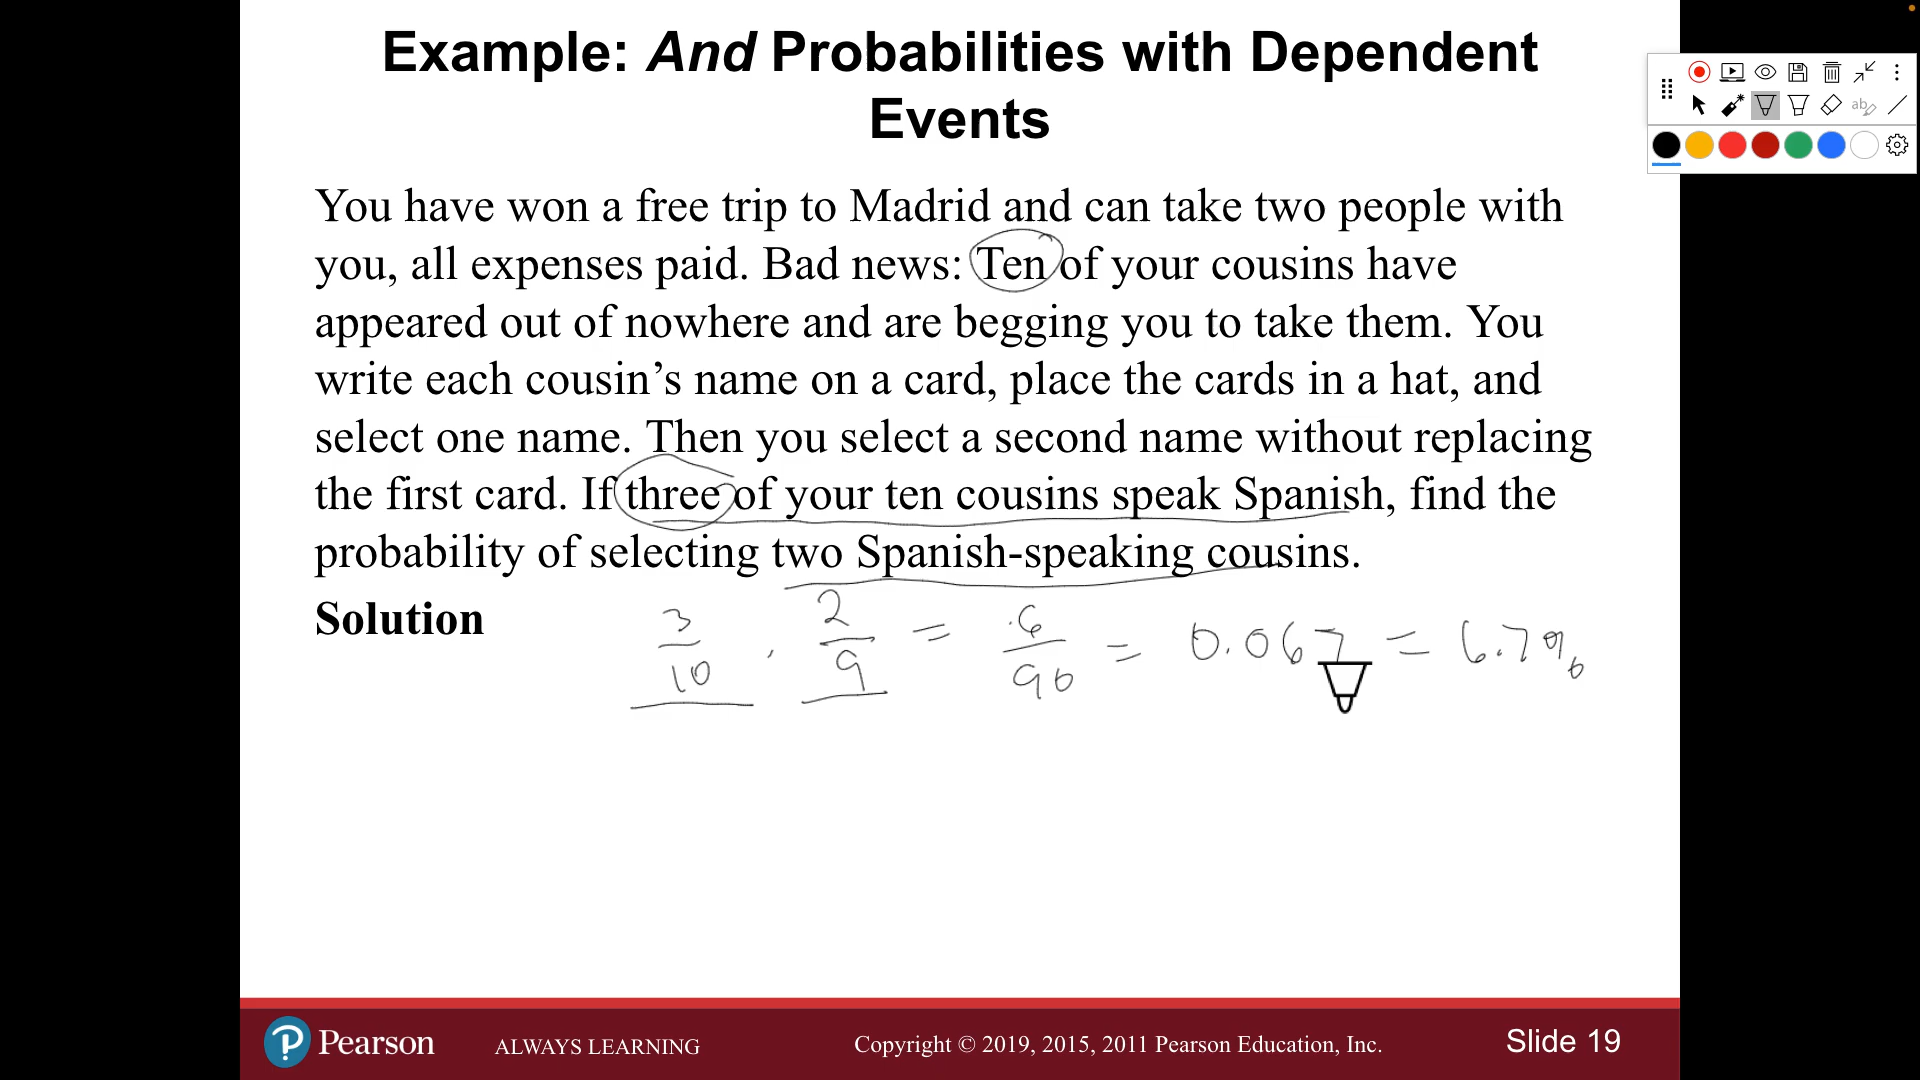 Example: And Probabilities with Dependent
Events
You have won a free trip to Madrid and can take two people with
you, all expenses paid. Bad news: Ten of your cousins have
appeared out of nowhere and are begging you to take them. You
write each cousin’s name on a card, place the cards in a hat, and
select one name. Then you select a second name without replacing
the first card. If three of your ten cousins speak Spanish, find the
probability of selecting two Spanish-speaking cousins.
Solution
3/10 · 2/9 = 6/90 = 0.067 = 6.7%
Pearson ALWAYS LEARNING Copyright © 2019, 2015, 2011 Pearson Education, Inc. Slide 19